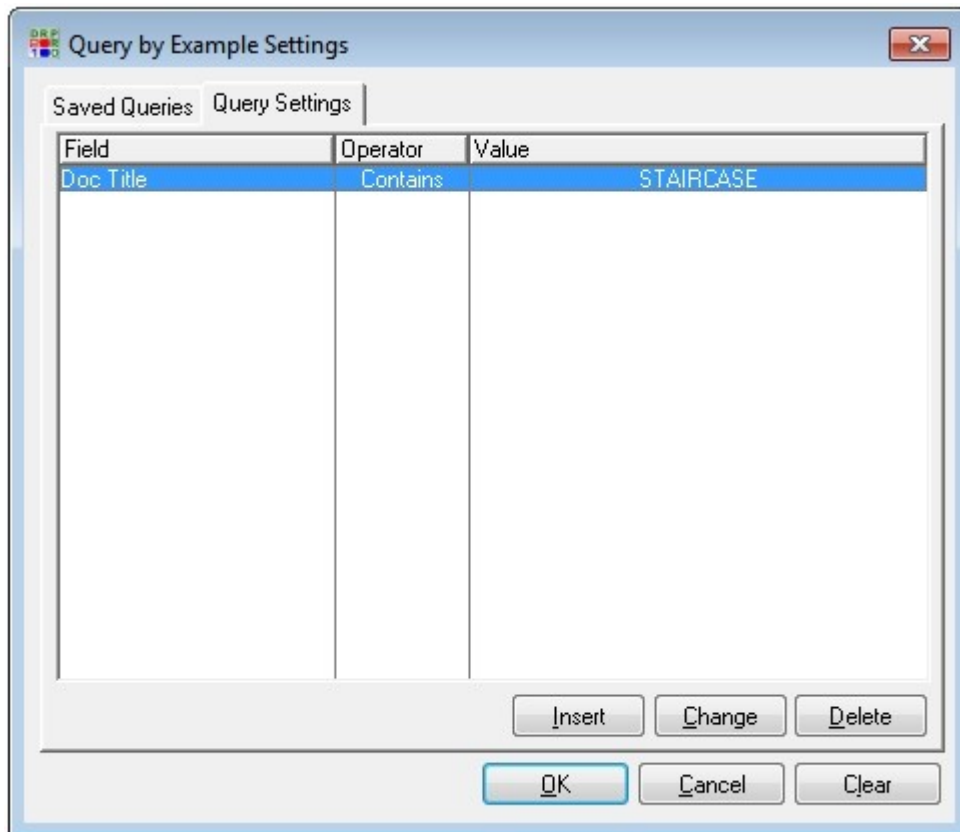 Query by Example Settings
Saved Queries Query Settings
Field Operator Value
Doc Title Contains STAIRCASE
Insert Change Delete
OK Cancel Clear